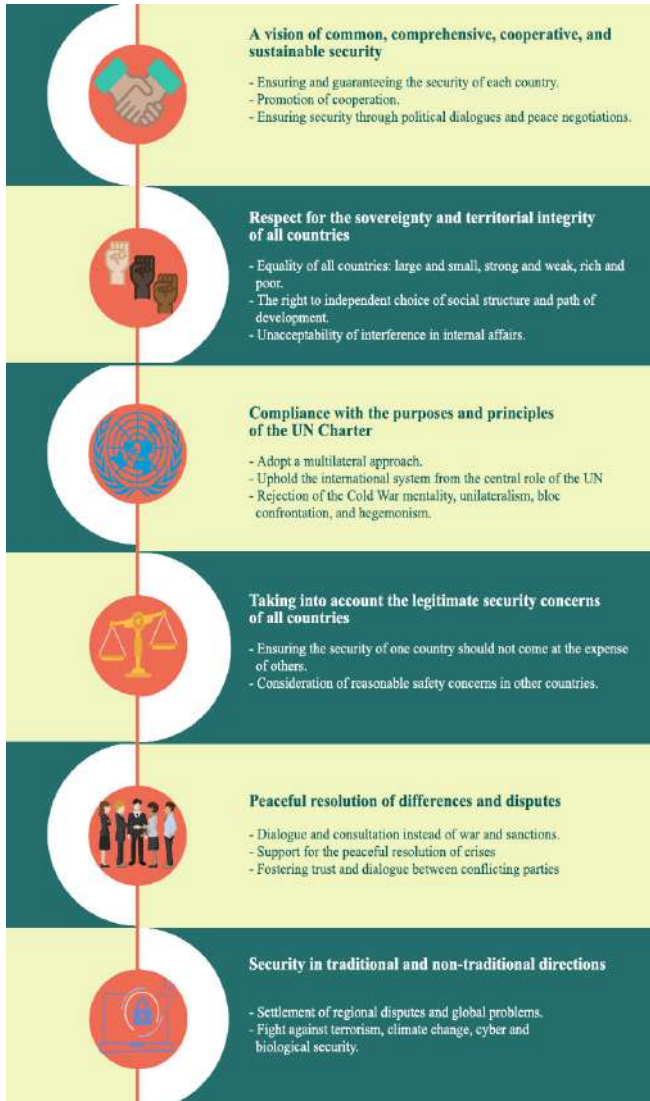 A vision of common, comprehensive, cooperative, and
sustainable security
- Ensuring and guaranteeing the security of each country.
- Promotion of cooperation.
- Ensuring security through political dialogues and peace negotiations.
Respect for the sovereignty and territorial integrity
of all countries
- Equality of all countries: large and small, strong and weak, rich and
poor.
- The right to independent choice of social structure and path of
development.
- Unacceptability of interference in internal affairs.
Compliance with the purposes and principles
of the UN Charter
- Adopt a multilateral approach.
- Uphold the international system from the central role of the UN
- Rejection of the Cold War mentality, unilateralism, bloc
confrontation, and hegemonism.
Taking into account the legitimate security concerns
of all countries
- Ensuring the security of one country should not come at the expense
of others.
- Consideration of reasonable safety concerns in other countries.
Peaceful resolution of differences and disputes
- Dialogue and consultation instead of war and sanctions.
- Support for the peaceful resolution of crises
- Fostering trust and dialogue between conflicting parties
Security in traditional and non-traditional directions
- Settlement of regional disputes and global problems.
- Fight against terrorism, climate change, cyber and
biological security.